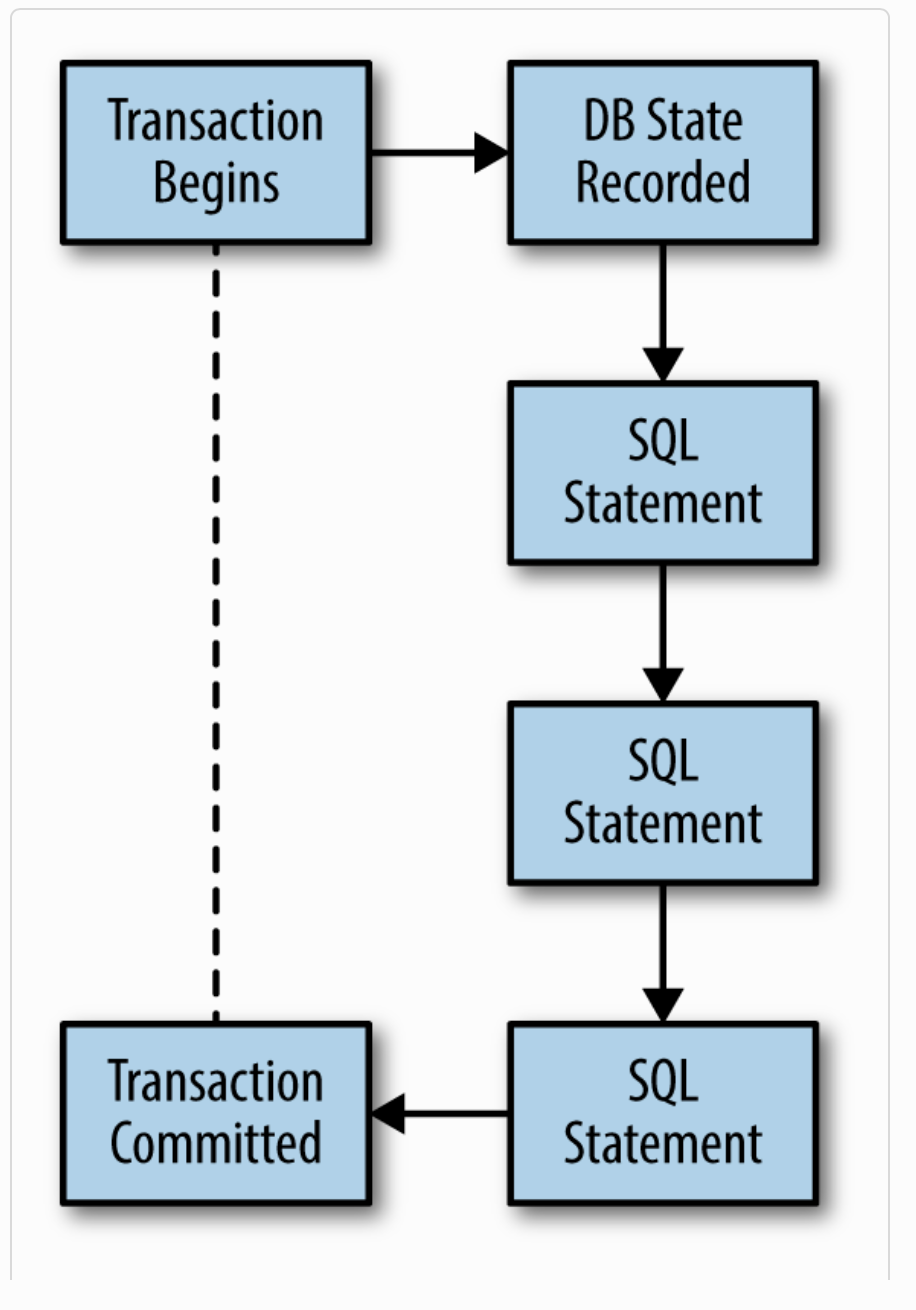 Transaction
Begins
DB State
Recorded
SQL
Statement
SQL
Statement
SQL
Statement
Transaction
Committed